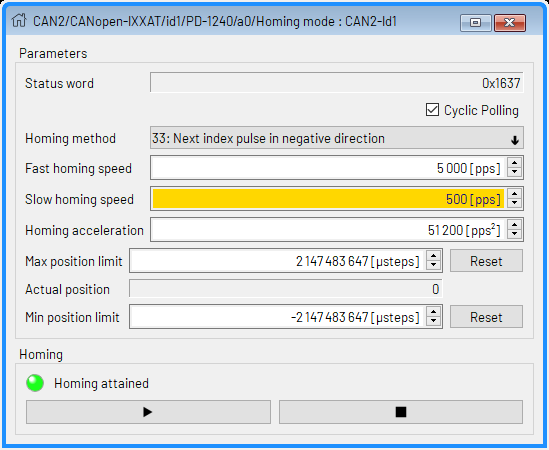 CAN2/CANopen-IXXAT/id1/PD-1240/a0/Homing mode : CAN2-Id1
Parameters
Status word 0x1637
Cyclic Polling
Homing method 33: Next index pulse in negative direction
Fast homing speed 5 000 [pps]
Slow homing speed 500 [pps]
Homing acceleration 51 200 [pps²]
Max position limit 2 147 483 647 [µsteps] Reset
Actual position 0
Min position limit -2 147 483 647 [µsteps] Reset
Homing
Homing attained